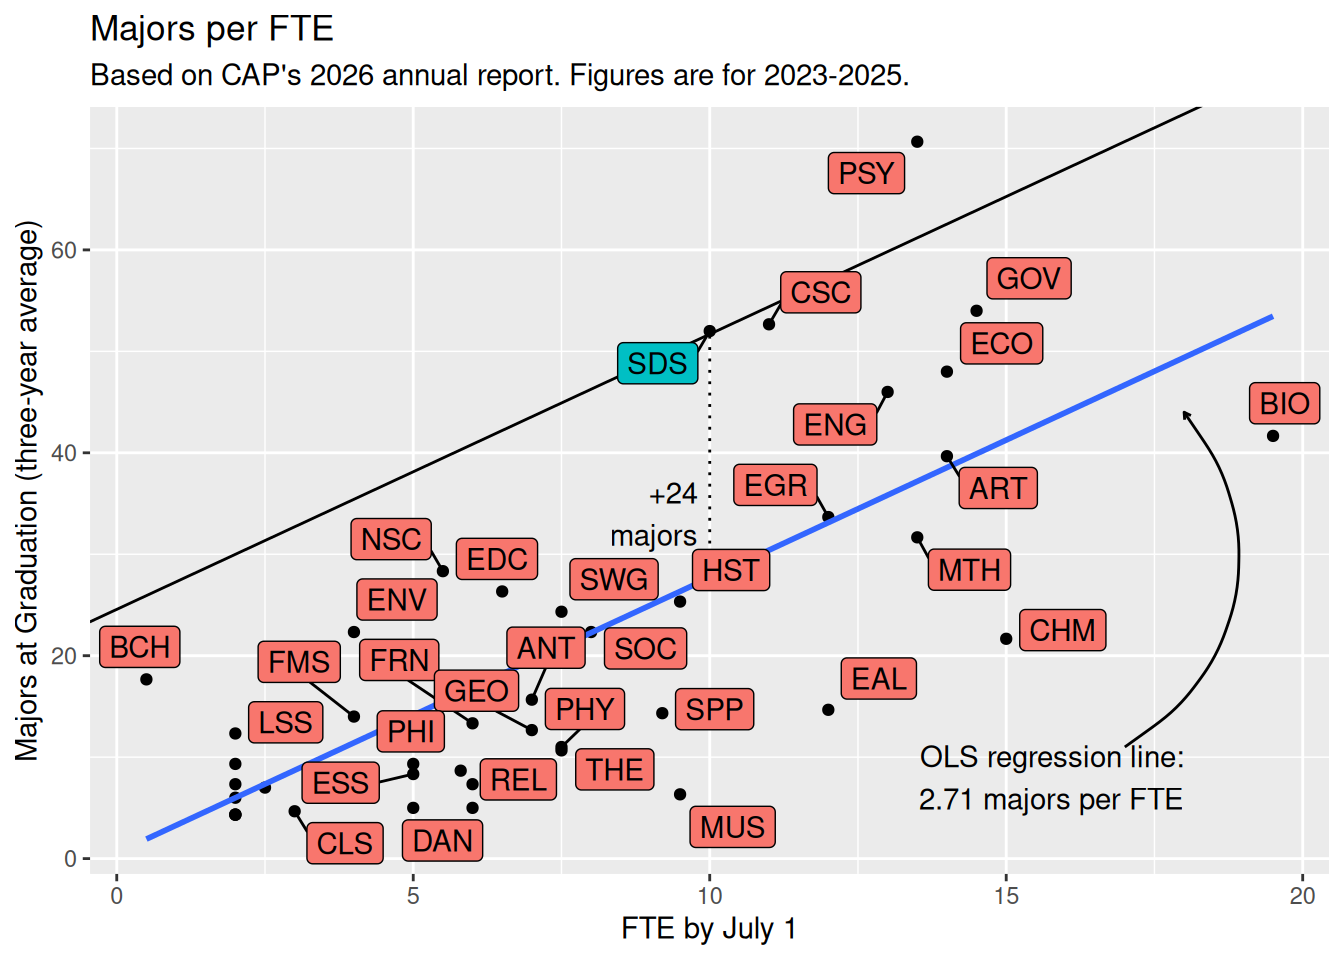 Majors per FTE
Based on CAP's 2026 annual report. Figures are for 2023-2025.
Majors at Graduation (three-year average)
60
40
20
0
PSY
GOV
CSC
ECO
SDS
BIO
ENG
EGR
ART
+24
majors
NSC
EDC
SWG
HST
MTH
ENV
CHM
BCH
FMS
FRN
ANT
SOC
GEO
EAL
LSS
PHI
PHY
SPP
ESS
REL
THE
CLS
DAN
MUS
OLS regression line:
2.71 majors per FTE
0
5
10
15
20
FTE by July 1